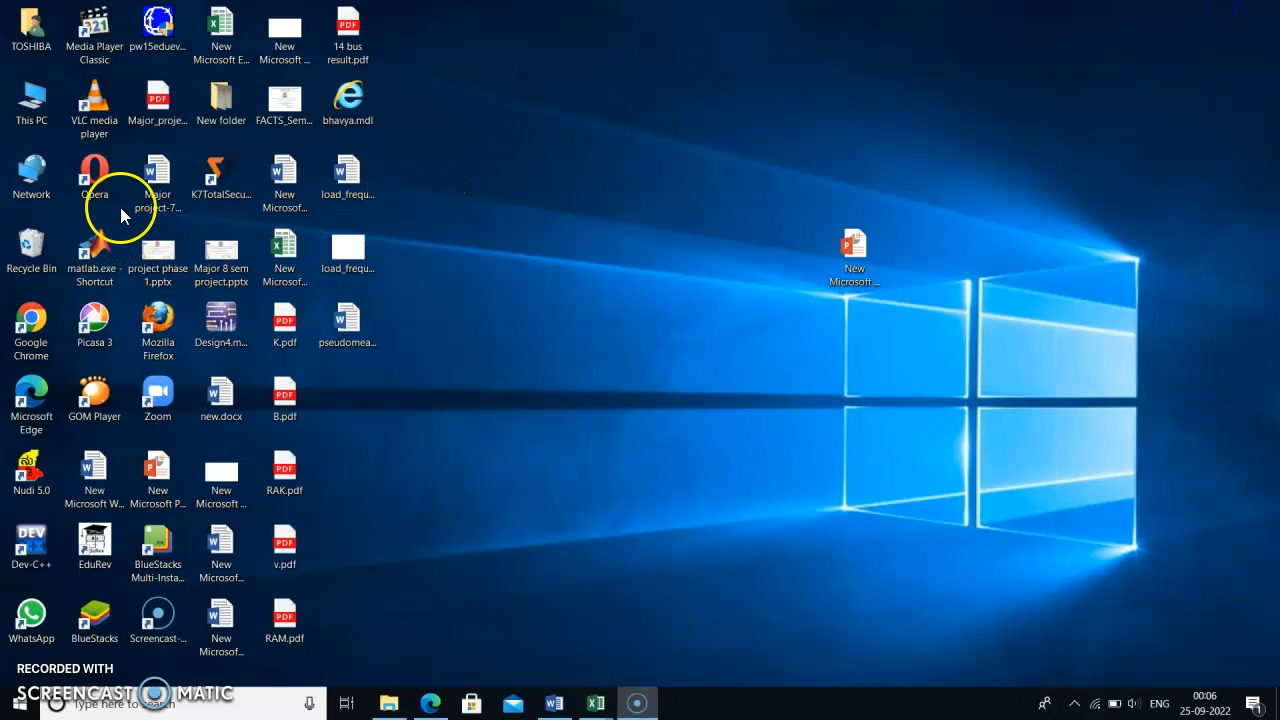 TOSHIBA
Media Player
Classic
pw15eduev...
New
Microsoft E...
New
Microsoft ...
14 bus
result.pdf
This PC
VLC media
player
Major_proje...
New folder
FACTS_Sem...
bhavya.mdl
Network
Opera
Major
project-7...
K7TotalSecu...
New
Microsof...
load_frequ...
Recycle Bin
matlab.exe -
Shortcut
project phase
1.pptx
Major 8 sem
project.pptx
New
Microsof...
load_frequ...
New
Microsoft ...
Google
Chrome
Picasa 3
Mozilla
Firefox
Design4.m...
K.pdf
pseudomea...
Microsoft
Edge
GOM Player
Zoom
new.docx
B.pdf
Nudi 5.0
New
Microsoft W...
New
Microsoft P...
New
Microsoft ...
RAK.pdf
Dev-C++
EduRev
BlueStacks
Multi-Insta...
New
Microsof...
v.pdf
WhatsApp
BlueStacks
Screencast-...
New
Microsof...
RAM.pdf
RECORDED WITH
SCREENCAST MATIC
Type here to search
ENG
00:06
25-09-2022